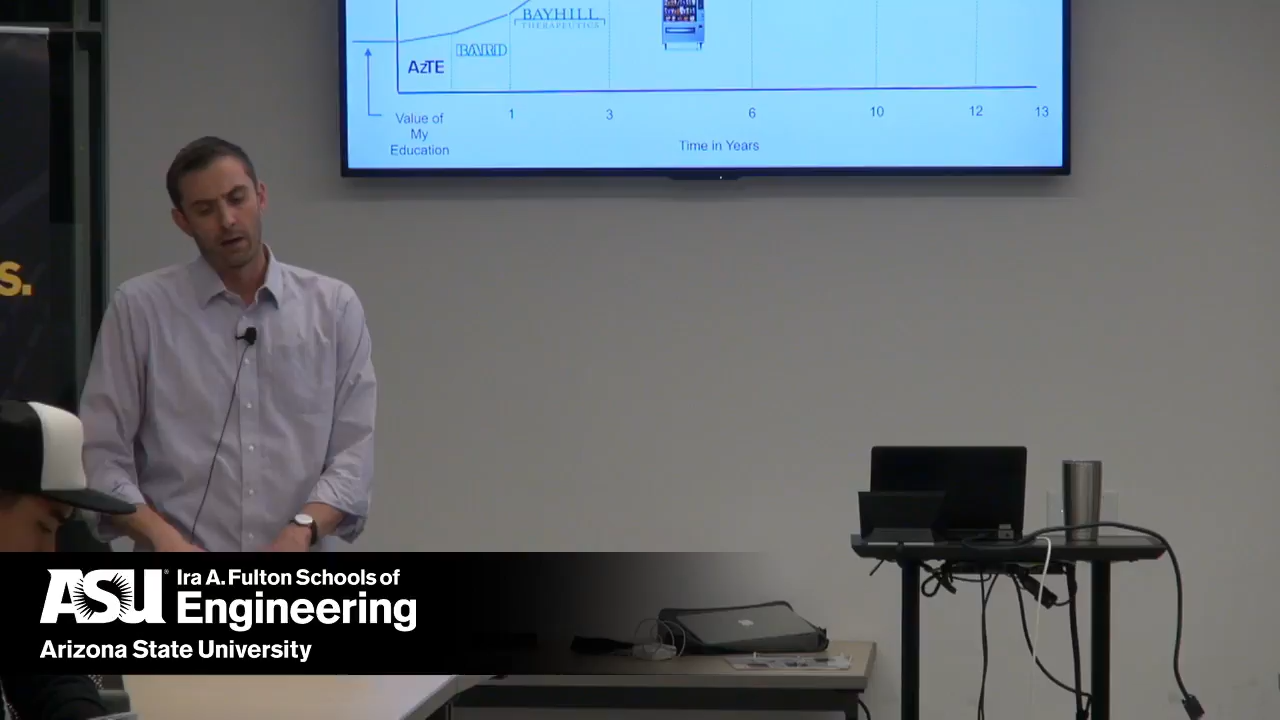 BAYHILL
THERAPEUTICS
BARD
AzTE
Value of
My
Education
1
3
6
10
12
13
Time in Years
s.
ASU Ira A. Fulton Schools of
Engineering
Arizona State University